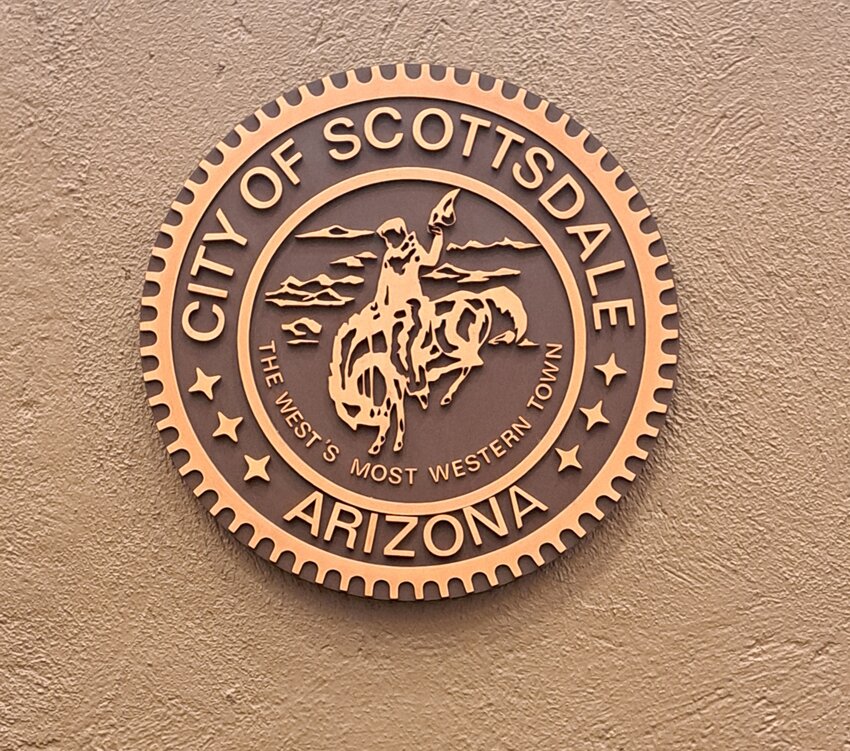 CITY OF SCOTTSDALE
THE WEST'S MOST WESTERN TOWN
ARIZONA